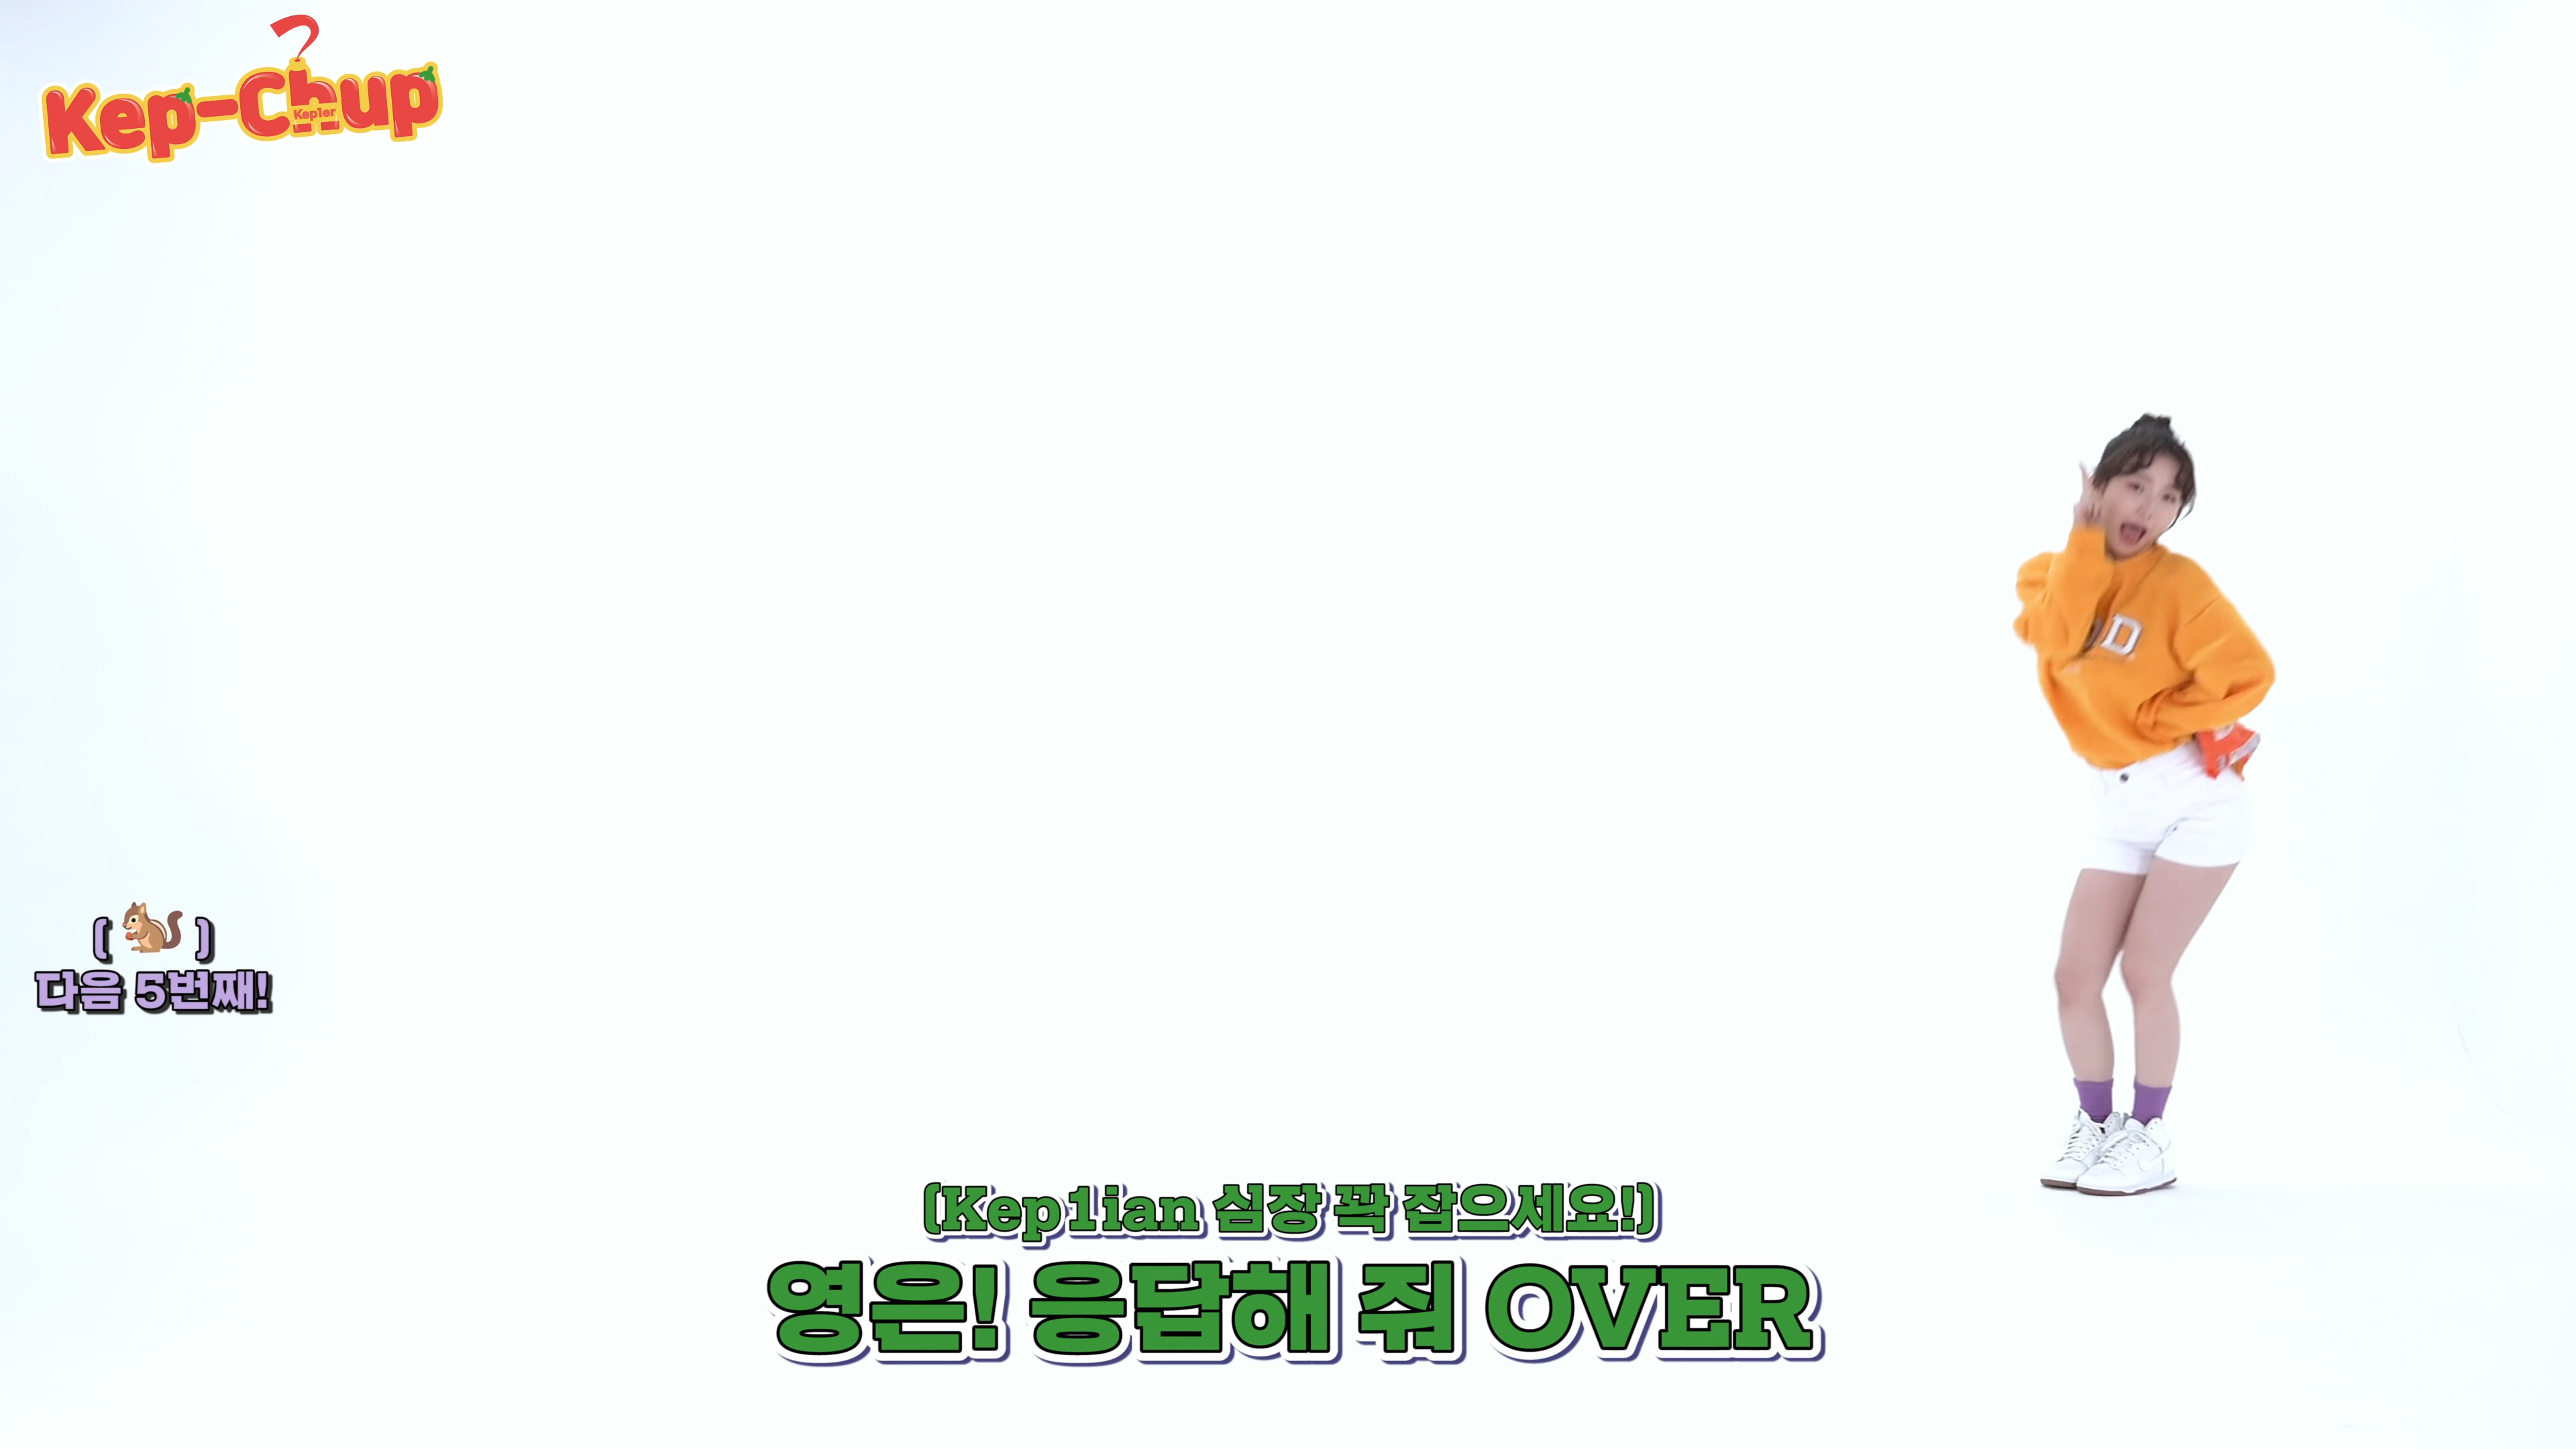 Kep-Chup
Kep1er
D
( )
다음 5번째!
(Kep1ian 심장 꽉 잡으세요!)
영은! 응답해 줘 OVER